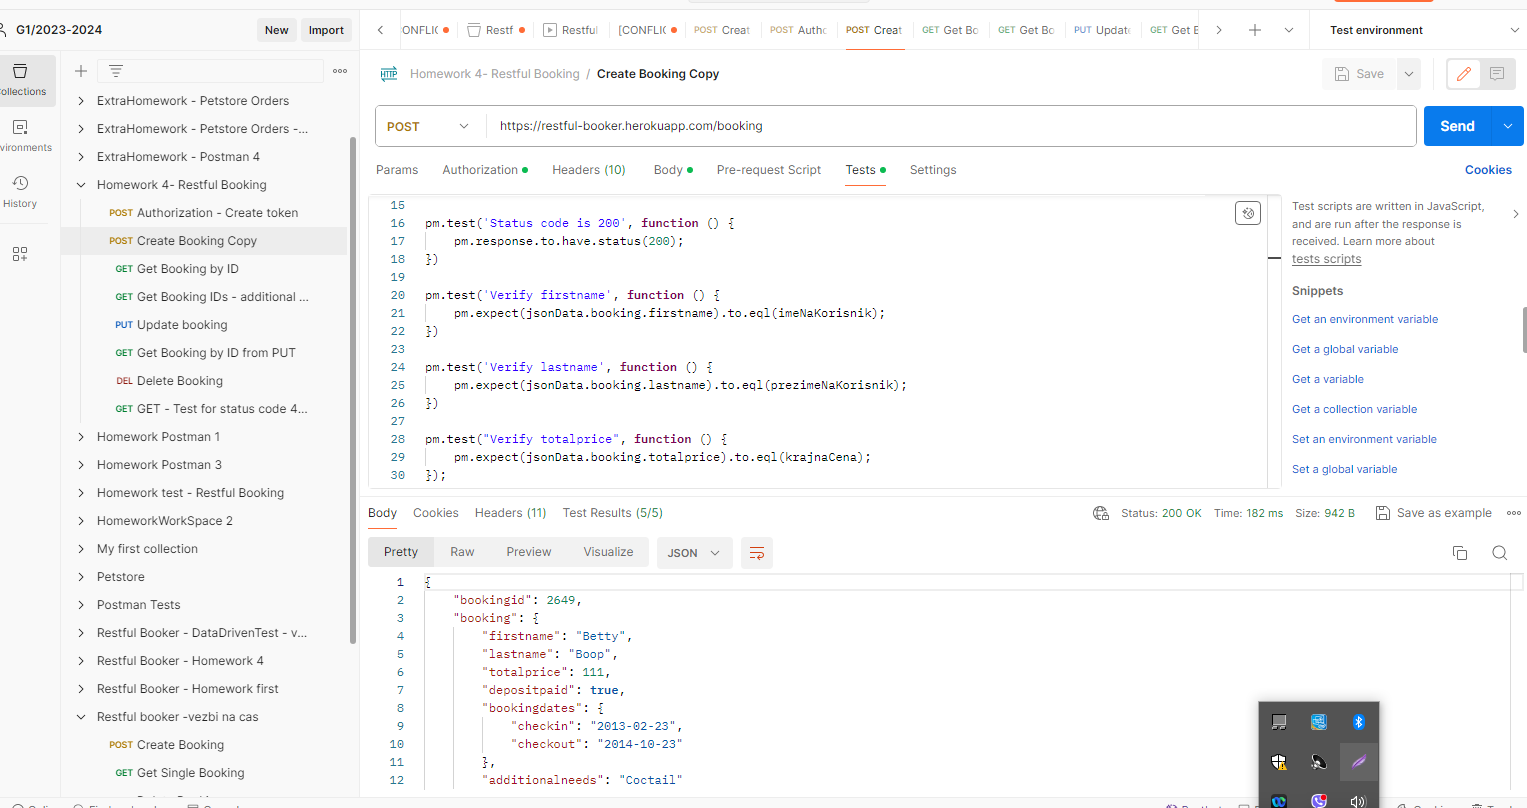 G1/2023-2024
New
Import
Restf
Restful
[CONFLIC
POST Creat
POST Autho
POST Creat
GET Get Bo
GET Get Bo
PUT Updat
GET Get B
Test environment
Collections
Environments
History
ExtraHomework - Petstore Orders
ExtraHomework - Petstore Orders -...
ExtraHomework - Postman 4
Homework 4- Restful Booking
POST Authorization - Create token
POST Create Booking Copy
GET Get Booking by ID
GET Get Booking IDs - additional ...
PUT Update booking
GET Get Booking by ID from PUT
DEL Delete Booking
GET GET - Test for status code 4...
Homework Postman 1
Homework Postman 3
Homework test - Restful Booking
HomeworkWorkSpace 2
My first collection
Petstore
Postman Tests
Restful Booker - DataDrivenTest - v...
Restful Booker - Homework 4
Restful Booker - Homework first
Restful booker -vezbi na cas
POST Create Booking
GET Get Single Booking
HTTP Homework 4- Restful Booking / Create Booking Copy
Save
POST
https://restful-booker.herokuapp.com/booking
Send
Params
Authorization
Headers (10)
Body
Pre-request Script
Tests
Settings
Cookies
15
16 pm.test('Status code is 200', function () {
17 pm.response.to.have.status(200);
18 })
19
20 pm.test('Verify firstname', function () {
21 pm.expect(jsonData.booking.firstname).to.eql(imeNaKorisnik);
22 })
23
24 pm.test('Verify lastname', function () {
25 pm.expect(jsonData.booking.lastname).to.eql(prezimeNaKorisnik);
26 })
27
28 pm.test("Verify totalprice", function () {
29 pm.expect(jsonData.booking.totalprice).to.eql(krajnaCena);
30 });
Test scripts are written in JavaScript,
and are run after the response is
received. Learn more about
tests scripts
Snippets
Get an environment variable
Get a global variable
Get a variable
Get a collection variable
Set an environment variable
Set a global variable
Body
Cookies
Headers (11)
Test Results (5/5)
Status: 200 OK
Time: 182 ms
Size: 942 B
Save as example
Pretty
Raw
Preview
Visualize
JSON
1 {
2 "bookingid": 2649,
3 "booking": {
4 "firstname": "Betty",
5 "lastname": "Boop",
6 "totalprice": 111,
7 "depositpaid": true,
8 "bookingdates": {
9 "checkin": "2013-02-23",
10 "checkout": "2014-10-23"
11 },
12 "additionalneeds": "Coctail"